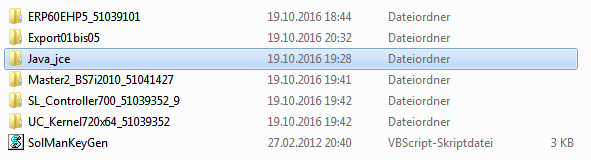 ERP60EHP5_51039101 19.10.2016 18:44 Dateiordner
Export01bis05 19.10.2016 20:32 Dateiordner
Java_jce 19.10.2016 19:28 Dateiordner
Master2_BS7i2010_51041427 19.10.2016 19:41 Dateiordner
SL_Controller700_51039352_9 19.10.2016 19:42 Dateiordner
UC_Kernel720x64_51039352 19.10.2016 19:42 Dateiordner
SolManKeyGen 27.02.2012 20:40 VBScript-Skriptdatei 3 KB